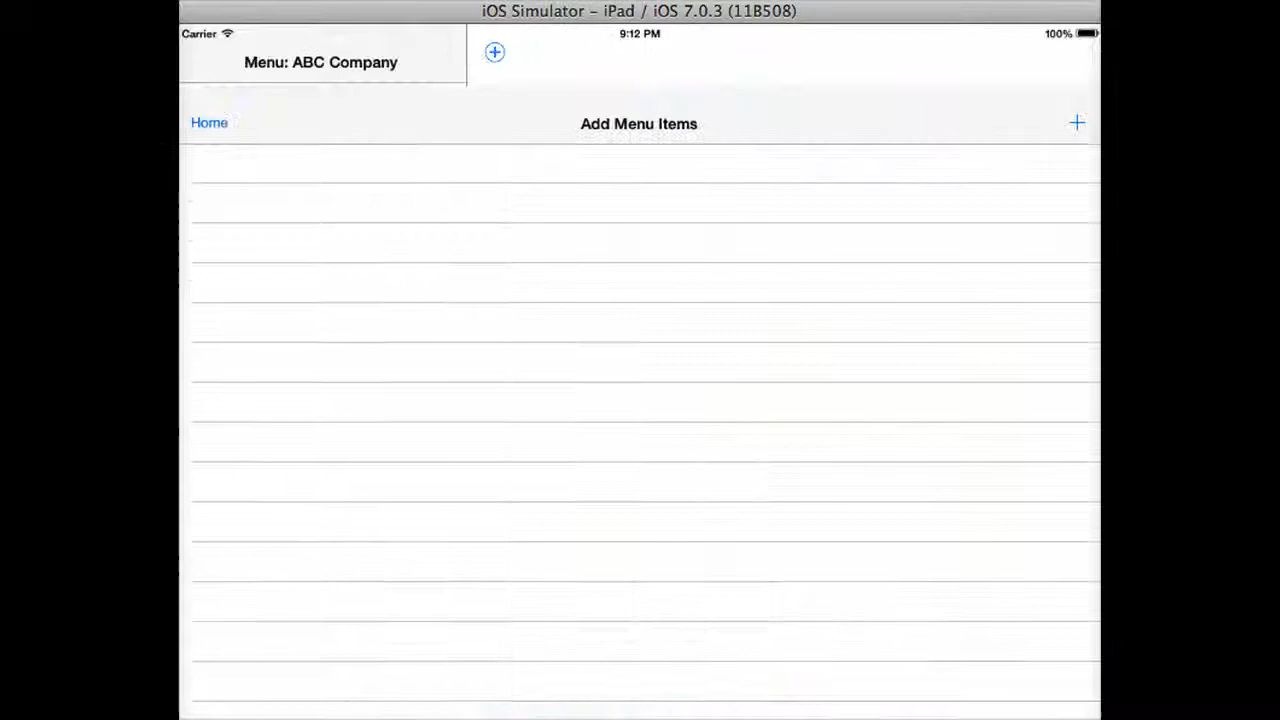 iOS Simulator – iPad / iOS 7.0.3 (11B508)
Carrier 9:12 PM 100%
Menu: ABC Company
Home Add Menu Items +